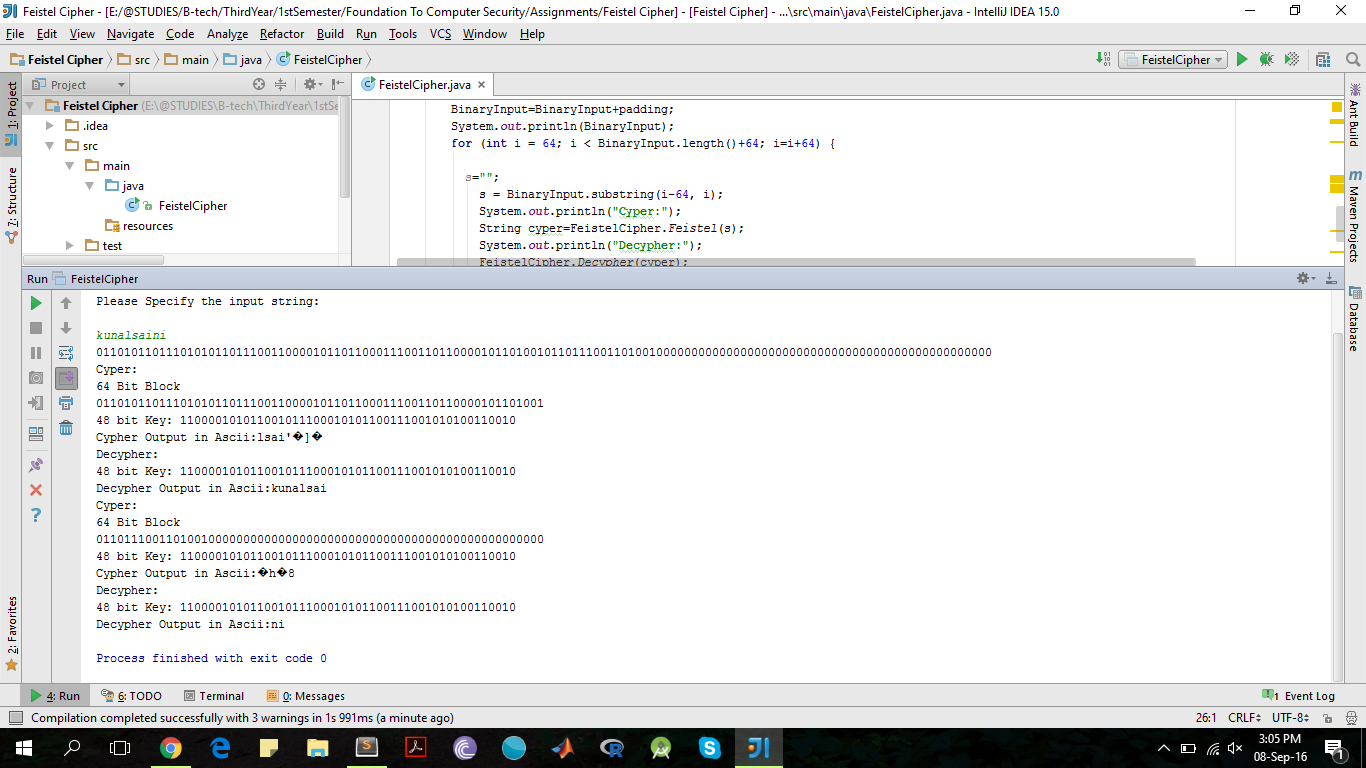 Feistel Cipher - [E:/@STUDIES/B-tech/ThirdYear/1stSemester/Foundation To Computer Security/Assignments/Feistel Cipher] - [Feistel Cipher] - ...\src\main\java\FeistelCipher.java - IntelliJ IDEA 15.0
File Edit View Navigate Code Analyze Refactor Build Run Tools VCS Window Help
Feistel Cipher src main java FeistelCipher FeistelCipher
Project FeistelCipher.java
1: Project
7: Structure
2: Favorites
Feistel Cipher (E:\@STUDIES\B-tech\ThirdYear\1stSe
.idea
src
main
java
FeistelCipher
resources
test
BinaryInput=BinaryInput+padding;
System.out.println(BinaryInput);
for (int i = 64; i < BinaryInput.length()+64; i=i+64) {
s="";
s = BinaryInput.substring(i-64, i);
System.out.println("Cyper:");
String cyper=FeistelCipher.Feistel(s);
System.out.println("Decypher:");
FeistelCipher.Decypher(cyper);
Ant Build
Maven Projects
Database
Run FeistelCipher
Please Specify the input string:
kunalsaini
01101011011101010110111001100001011011000111001101100001011010010110111001101001000000000000000000000000000000000000000000000000
Cyper:
64 Bit Block
0110101101110101011011100110000101101100011100110110000101101001
48 bit Key: 110000101011001011100010101100111001010100110010
Cypher Output in Ascii:lsai'�]�
Decypher:
48 bit Key: 110000101011001011100010101100111001010100110010
Decypher Output in Ascii:kunalsai
Cyper:
64 Bit Block
0110111001101001000000000000000000000000000000000000000000000000
48 bit Key: 110000101011001011100010101100111001010100110010
Cypher Output in Ascii:�h�8
Decypher:
48 bit Key: 110000101011001011100010101100111001010100110010
Decypher Output in Ascii:ni
Process finished with exit code 0
4: Run 6: TODO Terminal 0: Messages 1 Event Log
Compilation completed successfully with 3 warnings in 1s 991ms (a minute ago) 26:1 CRLF UTF-8
3:05 PM
08-Sep-16
1